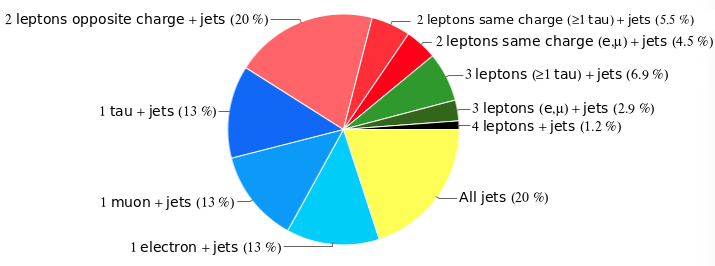 2 leptons opposite charge + jets (20 %)
2 leptons same charge (≥1 tau) + jets (5.5 %)
2 leptons same charge (e,μ) + jets (4.5 %)
3 leptons (≥1 tau) + jets (6.9 %)
1 tau + jets (13 %)
3 leptons (e,μ) + jets (2.9 %)
4 leptons + jets (1.2 %)
1 muon + jets (13 %)
All jets (20 %)
1 electron + jets (13 %)